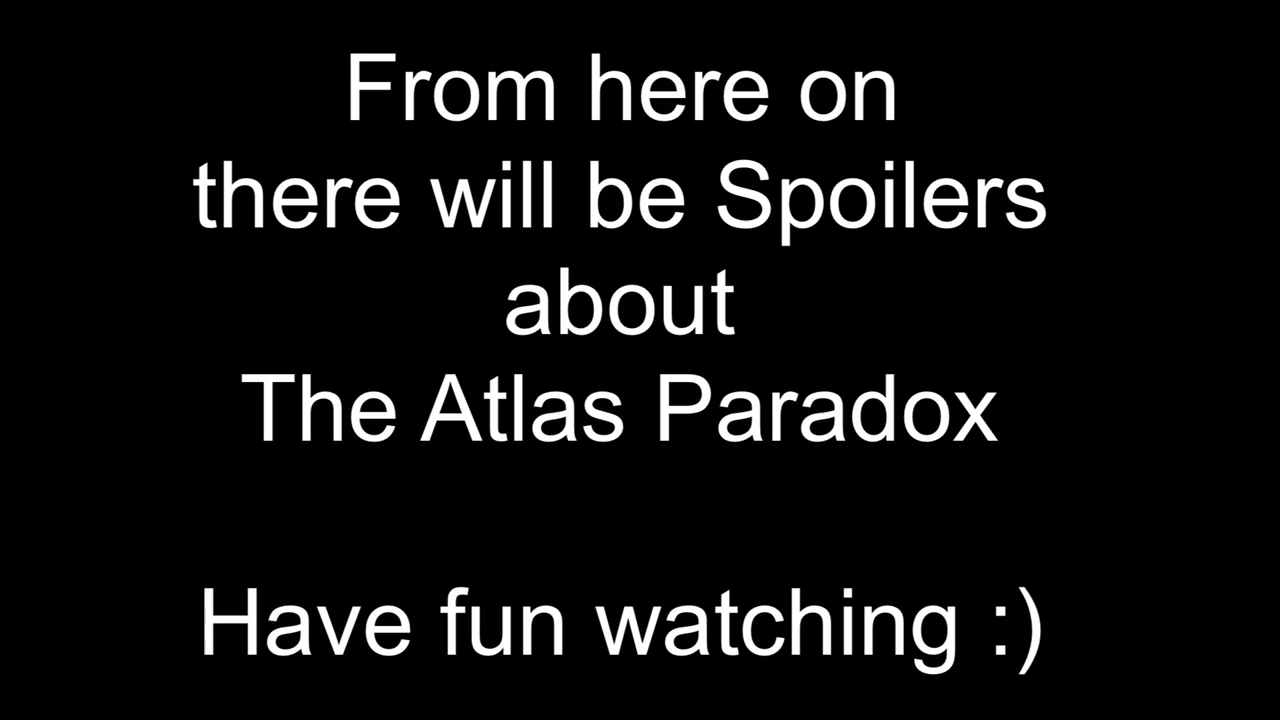 From here on
there will be Spoilers
about
The Atlas Paradox
Have fun watching :)